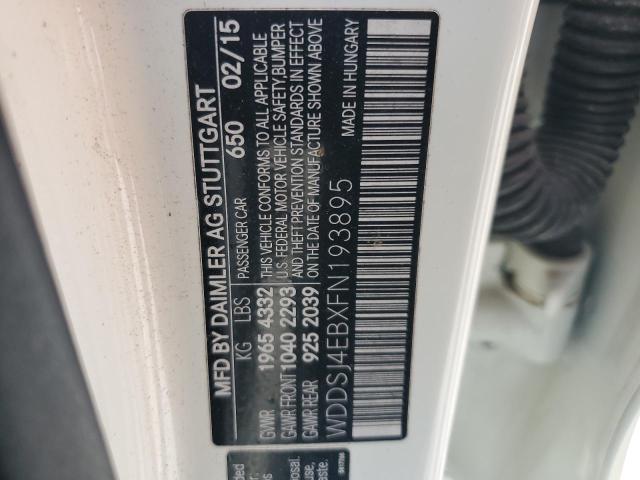 MFD BY DAIMLER AG STUTTGART
650 02/15
KG LBS PASSENGER CAR
GVWR 1965 4332 THIS VEHICLE CONFORMS TO ALL APPLICABLE
GAWR FRONT 1040 2293 U.S. FEDERAL MOTOR VEHICLE SAFETY,BUMPER
GAWR REAR 925 2039 AND THEFT PREVENTION STANDARDS IN EFFECT
ON THE DATE OF MANUFACTURE SHOWN ABOVE
WDDSJ4EBXFN193895 MADE IN HUNGARY